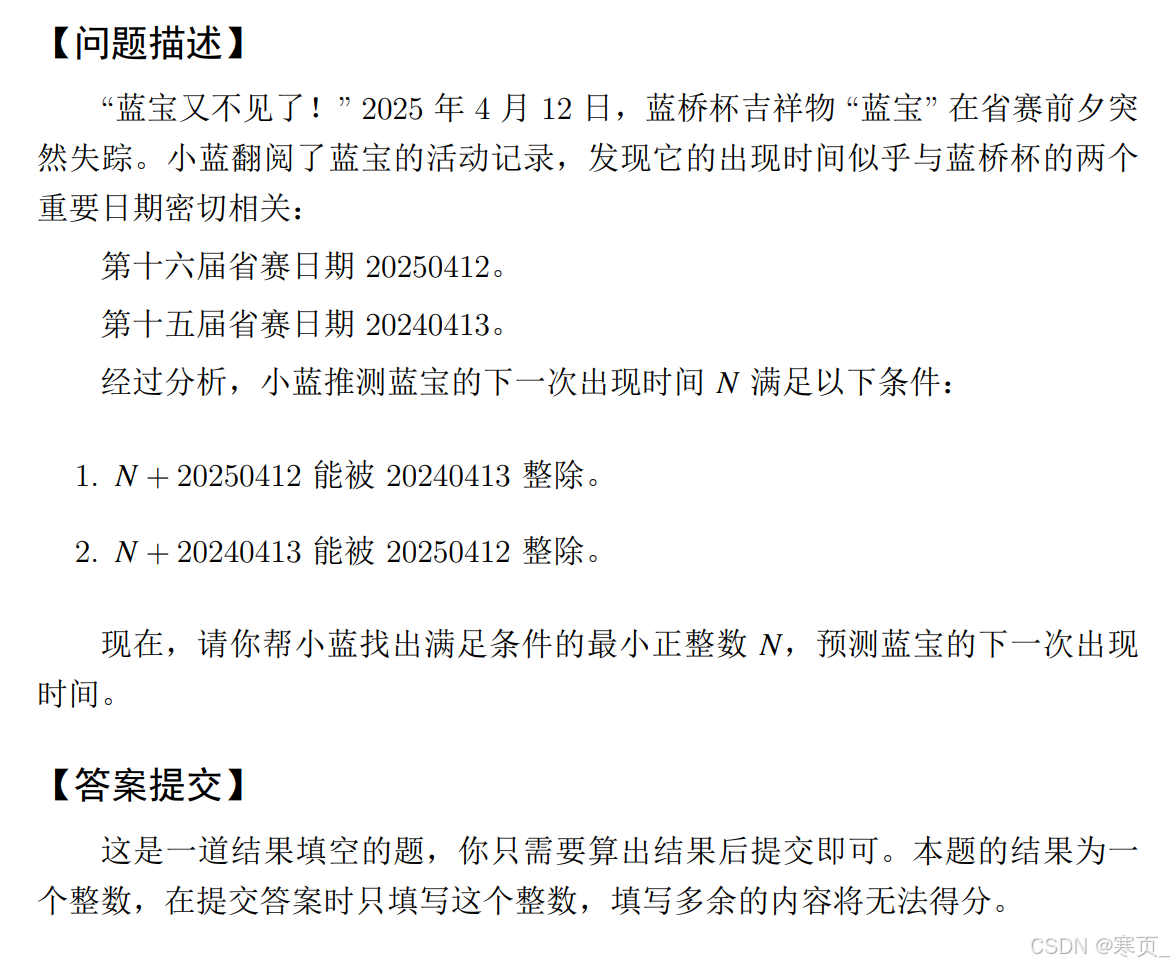 【问题描述】
“蓝宝又不见了！” 2025 年 4 月 12 日，蓝桥杯吉祥物 “蓝宝” 在省赛前夕突
然失踪。小蓝翻阅了蓝宝的活动记录，发现它的出现时间似乎与蓝桥杯的两个
重要日期密切相关：
第十六届省赛日期 20250412。
第十五届省赛日期 20240413。
经过分析，小蓝推测蓝宝的下一次出现时间 N 满足以下条件：
1. N + 20250412 能被 20240413 整除。
2. N + 20240413 能被 20250412 整除。
现在，请你帮小蓝找出满足条件的最小正整数 N，预测蓝宝的下一次出现
时间。
【答案提交】
这是一道结果填空的题，你只需要算出结果后提交即可。本题的结果为一
个整数，在提交答案时只填写这个整数，填写多余的内容将无法得分。
CSDN @寒页_